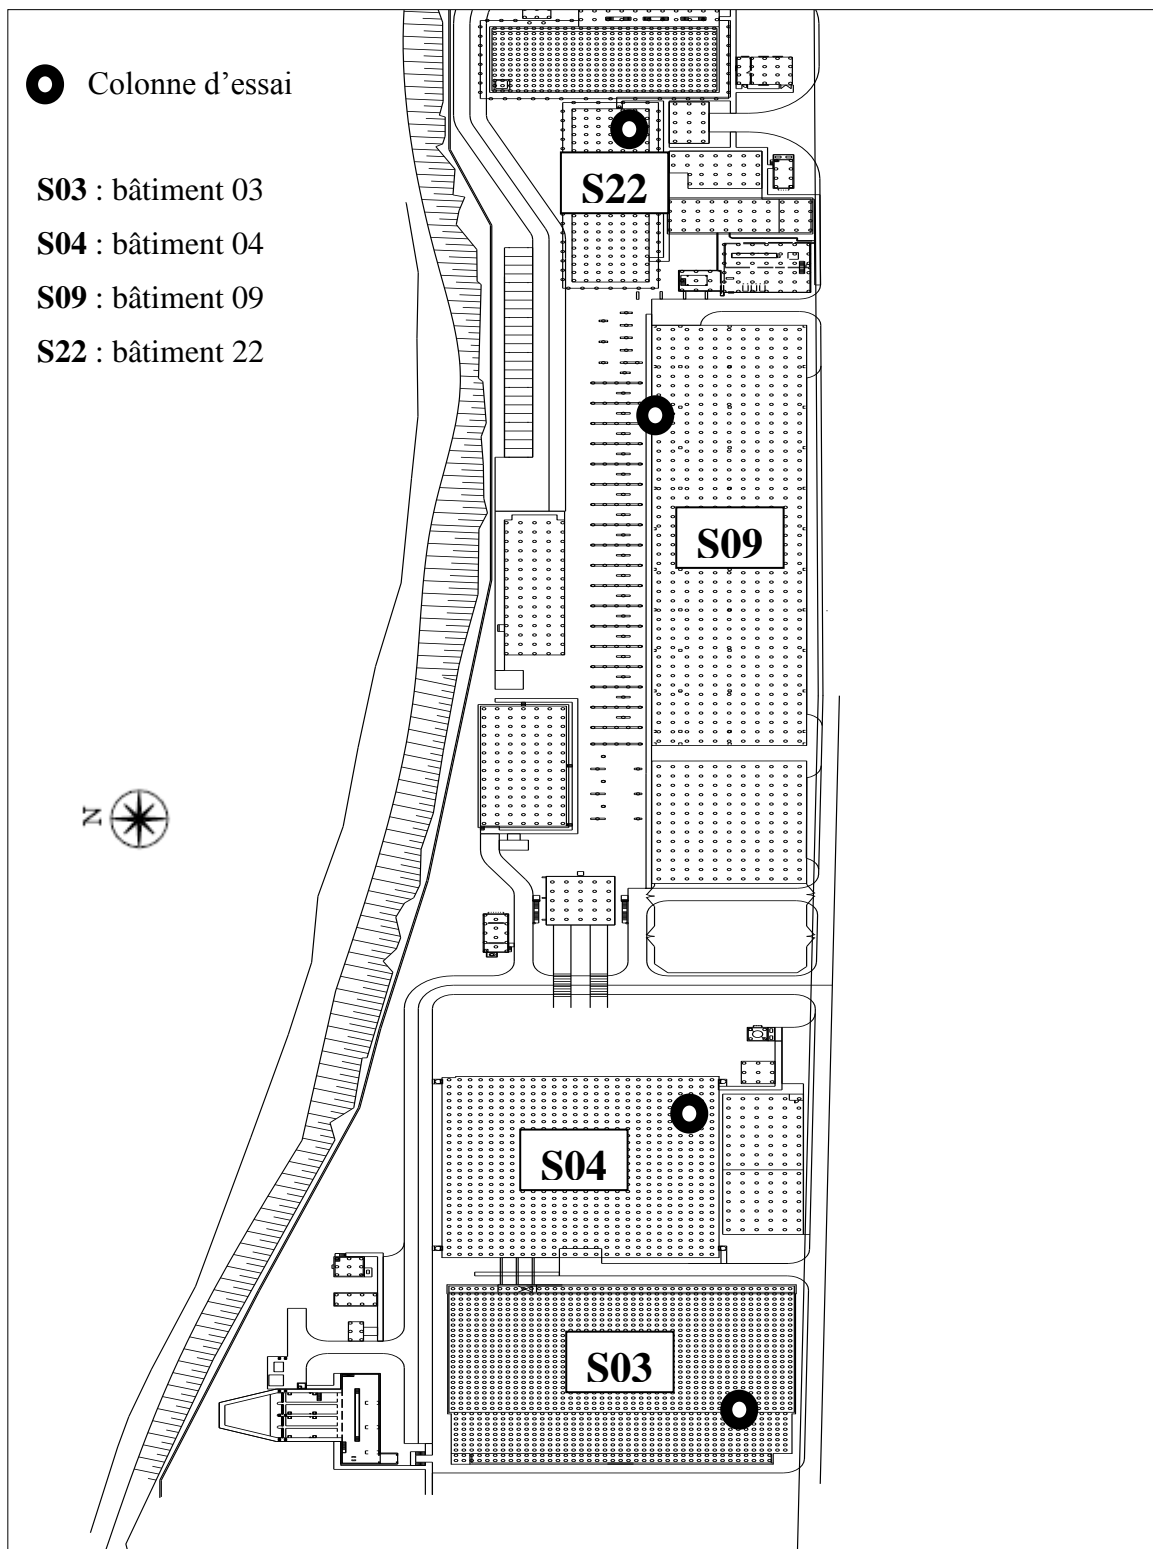 Colonne d'essai
S03 : bâtiment 03
S04 : bâtiment 04
S09 : bâtiment 09
S22 : bâtiment 22
S22
S09
N
S04
S03